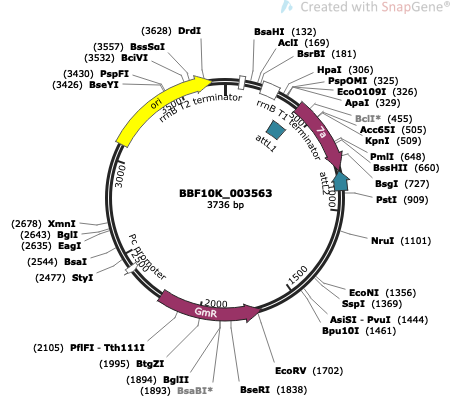 Created with SnapGene®
(3628) DrdI
(3557) BssSαI
(3532) BciVI
(3430) PspFI
(3426) BseYI
BsaHI (132)
AclI (169)
BsrBI (181)
HpaI (306)
PspOMI (325)
EcoO109I (326)
ApaI (329)
BclI* (455)
Acc65I (505)
KpnI (509)
PmlI (648)
BssHII (660)
BsgI (727)
PstI (909)
NruI (1101)
EcoNI (1356)
SspI (1369)
AsiSI - PvuI (1444)
Bpu10I (1461)
EcoRV (1702)
BseRI (1838)
(1893) BsaBI*
(1894) BglII
(1995) BtgZI
(2105) PflFI - Tth111I
(2477) StyI
(2544) BsaI
(2635) EagI
(2643) BglI
(2678) XmnI
ori
rrnB T2 terminator
rrnB T1 terminator
attL1
7a
attL2
GmR
Pc promoter
500
1000
1500
2000
2500
3000
3500
BBF10K_003563
3736 bp